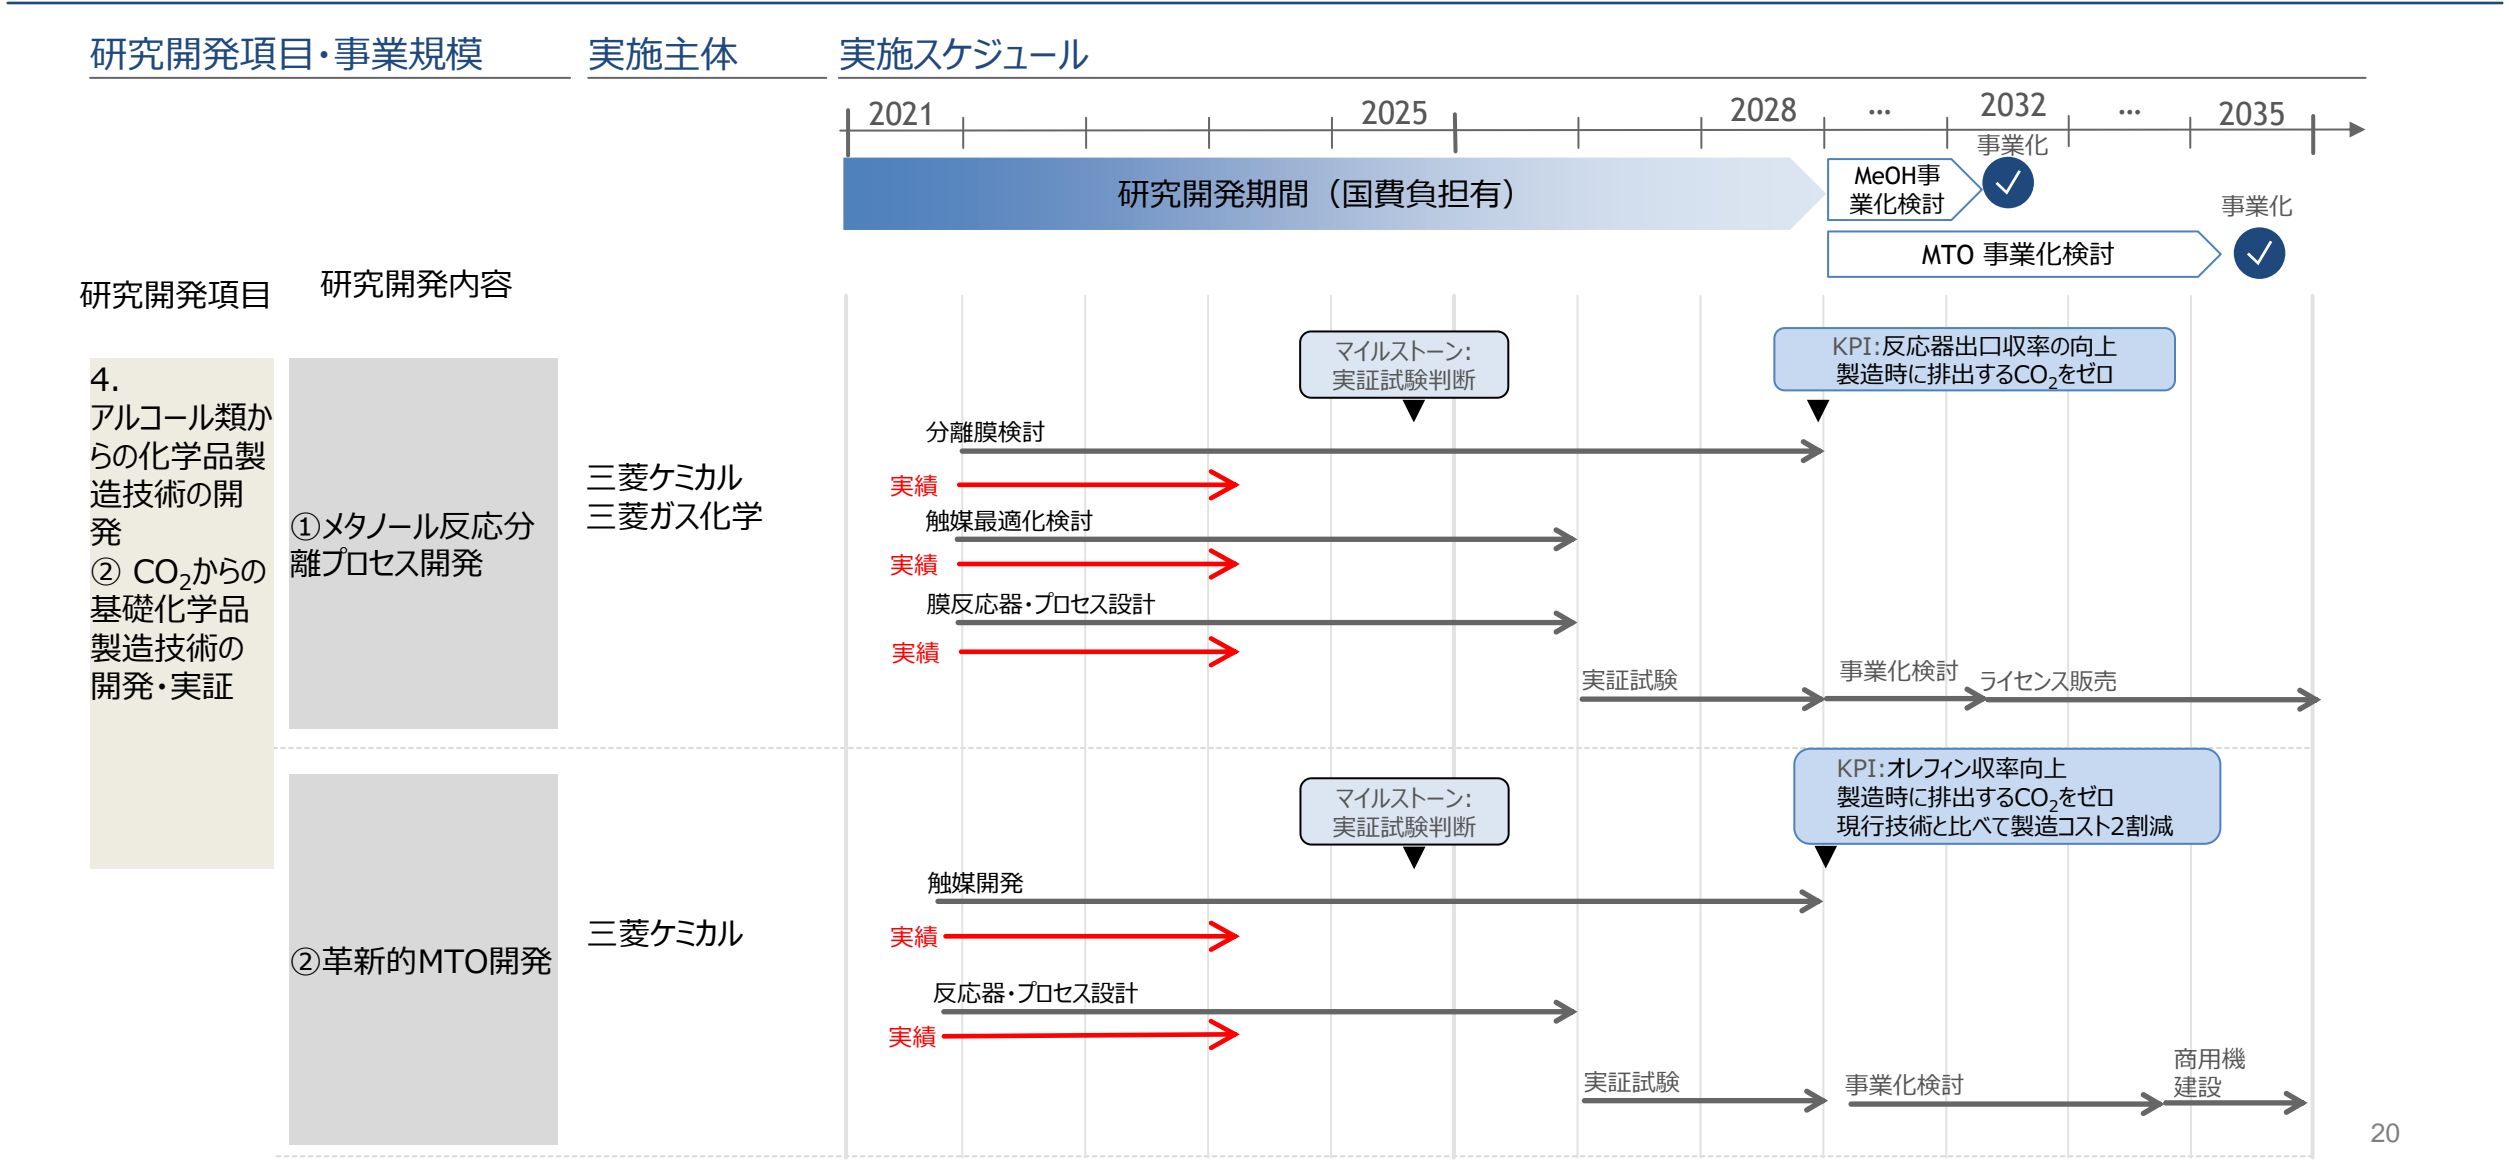 研究開発項目･事業規模
実施主体
実施スケジュール
2021
2025
2028
…
2032
…
2035
事業化
研究開発期間（国費負担有）
MeOH事
業化検討
事業化
MTO 事業化検討
研究開発項目
研究開発内容
4.
アルコール類か
らの化学品製
造技術の開
発
② CO₂からの
基礎化学品
製造技術の
開発･実証
①メタノール反応分
離プロセス開発
三菱ケミカル
三菱ガス化学
マイルストーン:
実証試験判断
KPI:反応器出口収率の向上
製造時に排出するCO₂をゼロ
分離膜検討
実績
触媒最適化検討
実績
膜反応器･プロセス設計
実績
実証試験
事業化検討
ライセンス販売
②革新的MTO開発
三菱ケミカル
マイルストーン:
実証試験判断
KPI:オレフィン収率向上
製造時に排出するCO₂をゼロ
現行技術と比べて製造コスト2割減
触媒開発
実績
反応器･プロセス設計
実績
実証試験
事業化検討
商用機
建設
20